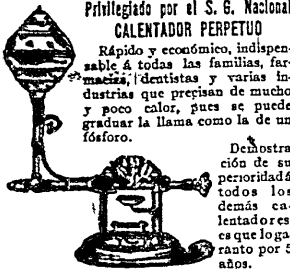 Privilegiado por el S. G. Nacional
CALENTADOR PERPETUO
Rápido y económico, indispen-
sable á todas las familias, far-
macias, dentistas y varias in-
dustrias que precisan de mucho
y poco calor, pues se puede
graduar la llama como la de un
fósforo.
Demostra
ción de su
perioridad á
todos los
demás ca-
lentadores
es que lo ga
ranto por 5
años.